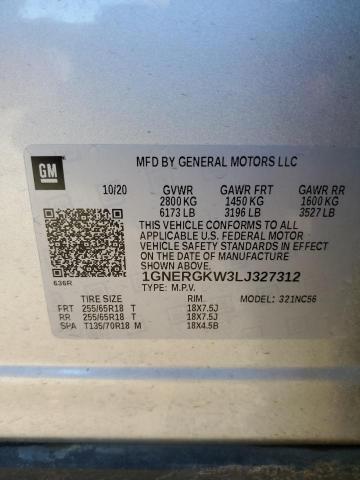 GM
MFD BY GENERAL MOTORS LLC
10/20 GVWR GAWR FRT GAWR RR
2800 KG 1450 KG 1600 KG
6173 LB 3196 LB 3527 LB
THIS VEHICLE CONFORMS TO ALL
APPLICABLE U.S. FEDERAL MOTOR
VEHICLE SAFETY STANDARDS IN EFFECT
ON THE DATE OF MANUFACTURE
SHOWN ABOVE.
1GNERGKW3LJ327312
636R TYPE: M.P.V.
TIRE SIZE RIM MODEL: 321NC56
FRT 255/65R18 T 18X7.5J
RR 255/65R18 T 18X7.5J
SPA T135/70R18 M 18X4.5B